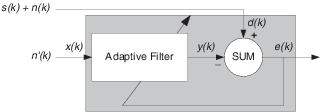 s(k) + n(k)
d(k)
+
x(k)
y(k)
e(k)
n'(k)
Adaptive Filter
SUM
−